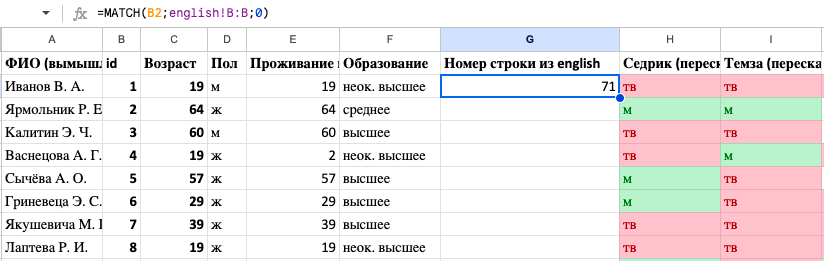 fx =MATCH(B2;english!B:B;0)
A B C D E F G H I
ФИО (вымышл id Возраст Пол Проживание Образование Номер строки из english Седрик (переск Темза (переска
Иванов В. А. 1 19 м 19 неок. высшее 71 тв тв
Ярмольник Р. Е 2 64 ж 64 среднее м м
Калитин Э. Ч. 3 60 м 60 высшее тв тв
Васнецова А. Г. 4 19 ж 2 неок. высшее тв м
Сычёва А. О. 5 57 ж 57 высшее м тв
Гриневеца Э. С. 6 29 ж 29 высшее м тв
Якушевича М. 7 39 ж 39 высшее тв тв
Лаптева Р. И. 8 19 ж 19 неок. высшее тв тв